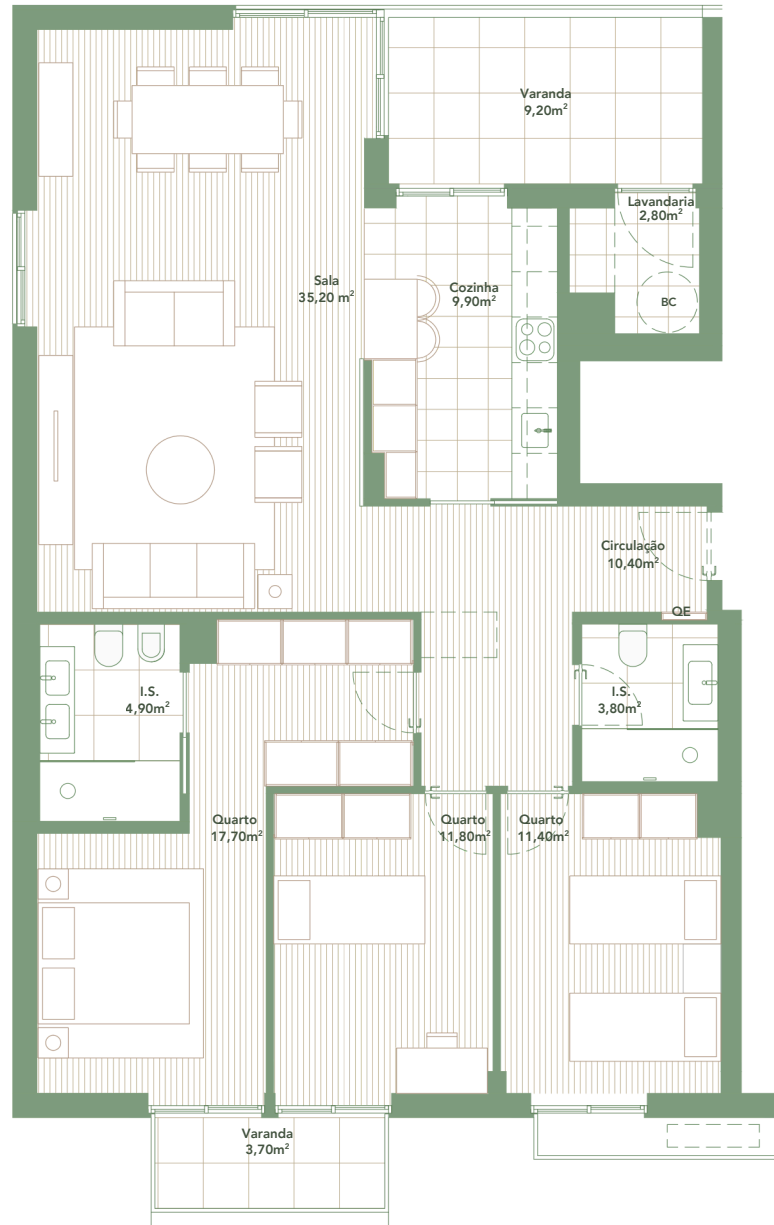 Varanda
9,20m²
Lavandaria
2,80m²
Sala
35,20 m²
Cozinha
9,90m²
BC
Circulação
10,40m²
QE
I.S.
4,90m²
I.S.
3,80m²
Quarto
17,70m²
Quarto
11,80m²
Quarto
11,40m²
Varanda
3,70m²